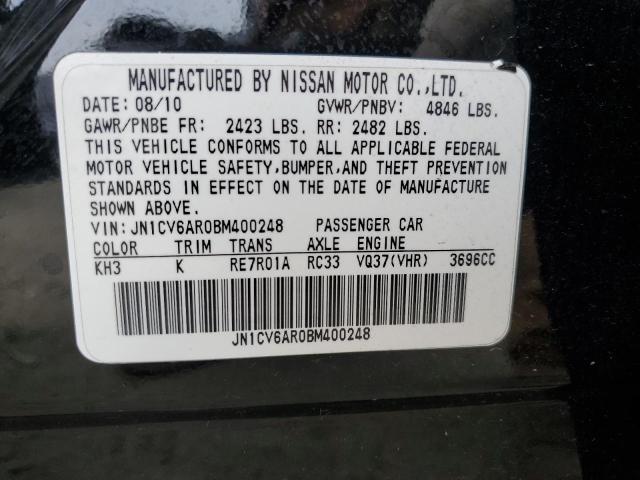 MANUFACTURED BY NISSAN MOTOR CO.,LTD.
DATE: 08/10 GVWR/PNBV: 4846 LBS.
GAWR/PNBE FR: 2423 LBS. RR: 2482 LBS.
THIS VEHICLE CONFORMS TO ALL APPLICABLE FEDERAL
MOTOR VEHICLE SAFETY,BUMPER,AND THEFT PREVENTION
STANDARDS IN EFFECT ON THE DATE OF MANUFACTURE
SHOWN ABOVE.
VIN:JN1CV6AR0BM400248 PASSENGER CAR
COLOR TRIM TRANS AXLE ENGINE
KH3 K RE7R01A RC33 VQ37(VHR) 3696CC
JN1CV6AR0BM400248